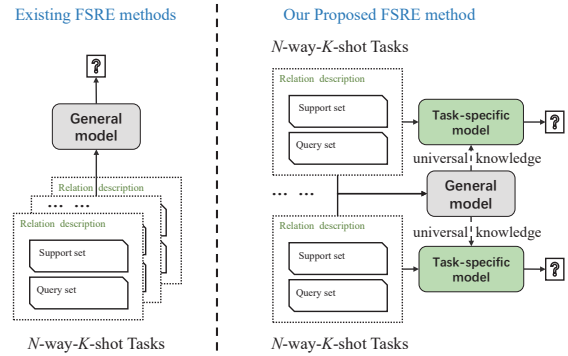 Existing FSRE methods
?
General
model
Relation description
... ...
Relation description
Support set
Query set
N-way-K-shot Tasks
Our Proposed FSRE method
N-way-K-shot Tasks
Relation description
Support set
Query set
Task-specific
model
?
universal knowledge
... ...
General
model
universal knowledge
Relation description
Support set
Query set
Task-specific
model
?
N-way-K-shot Tasks